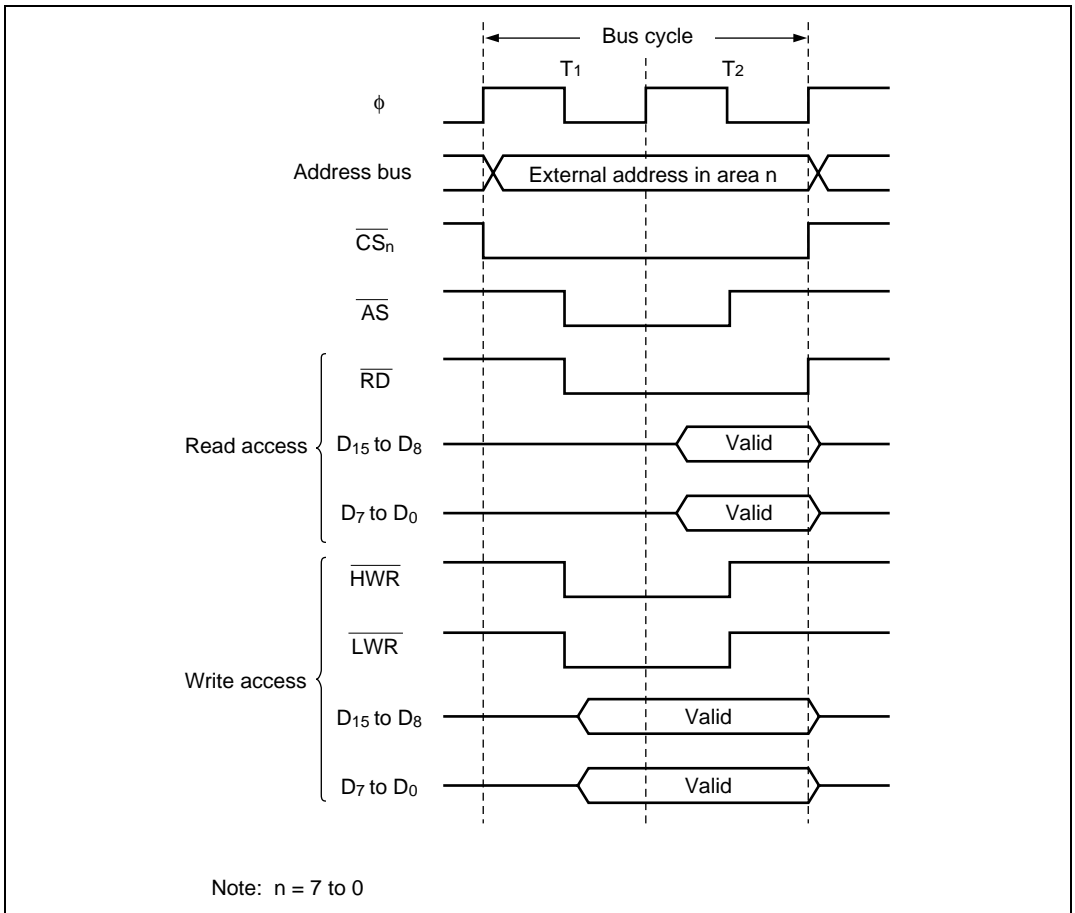 Bus cycle
T1 T2
φ
Address bus External address in area n
CSn
AS
RD
Read access D15 to D8 Valid
D7 to D0 Valid
HWR
LWR
Write access
D15 to D8 Valid
D7 to D0 Valid
Note: n = 7 to 0